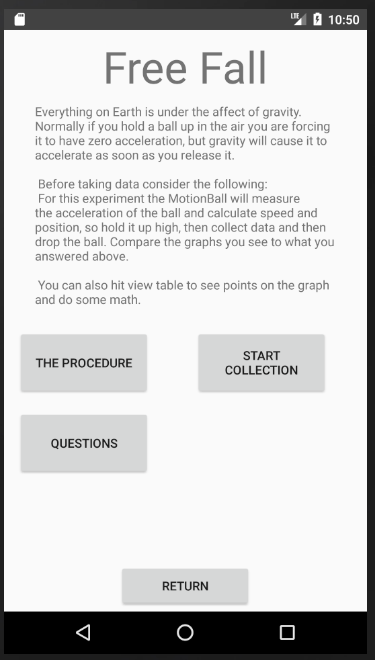 LTE 10:50
Free Fall
Everything on Earth is under the affect of gravity.
Normally if you hold a ball up in the air you are forcing
it to have zero acceleration, but gravity will cause it to
accelerate as soon as you release it.
Before taking data consider the following:
For this experiment the MotionBall will measure
the acceleration of the ball and calculate speed and
position, so hold it up high, then collect data and then
drop the ball. Compare the graphs you see to what you
answered above.
You can also hit view table to see points on the graph
and do some math.
THE PROCEDURE
START
COLLECTION
QUESTIONS
RETURN